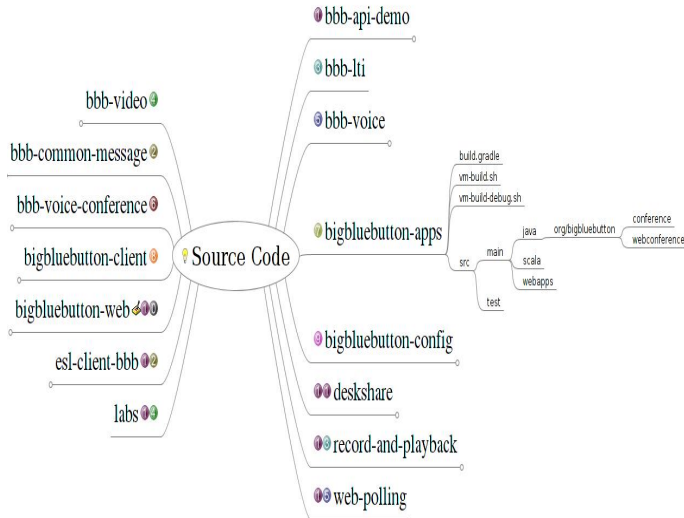 bbb-api-demo
bbb-lti
bbb-voice
bigbluebutton-apps
build.gradle
vm-build.sh
vm-build-debug.sh
src
main
java
org/bigbluebutton
conference
webconference
scala
webapps
test
bigbluebutton-config
deskshare
record-and-playback
web-polling
Source Code
bbb-video
bbb-common-message
bbb-voice-conference
bigbluebutton-client
bigbluebutton-web
esl-client-bbb
labs